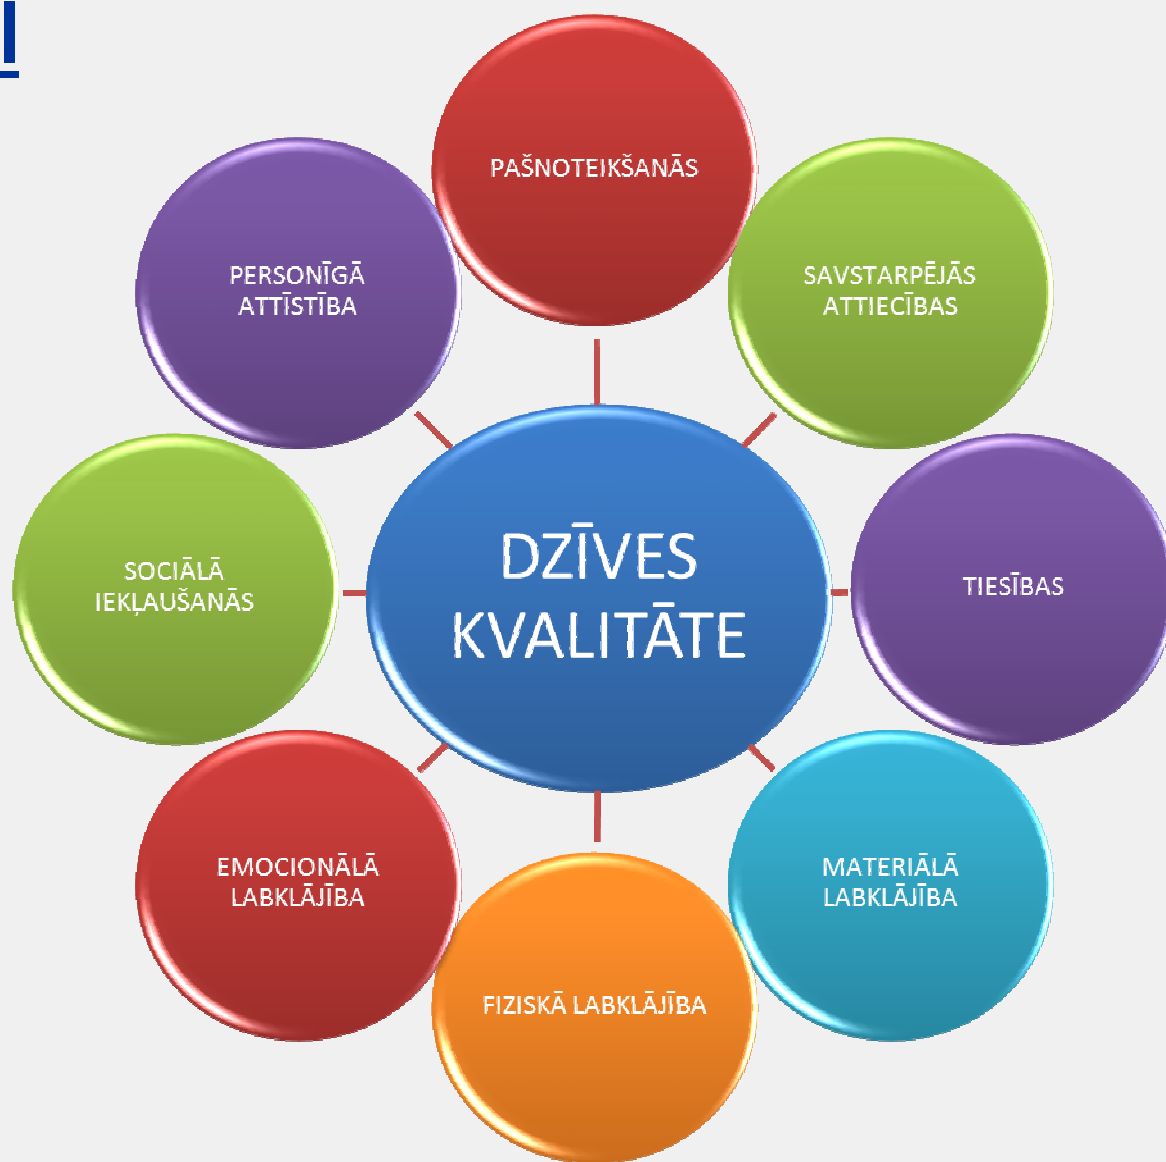 PAŠNOTEIKŠANĀS
SAVSTARPĒJĀS
ATTIECĪBAS
TIESĪBAS
MATERIĀLĀ
LABKLĀJĪBA
FIZISKĀ LABKLĀJĪBA
EMOCIONĀLĀ
LABKLĀJĪBA
SOCIĀLĀ
IEKĻAUŠANĀS
PERSONĪGĀ
ATTĪSTĪBA
DZĪVES
KVALITĀTE